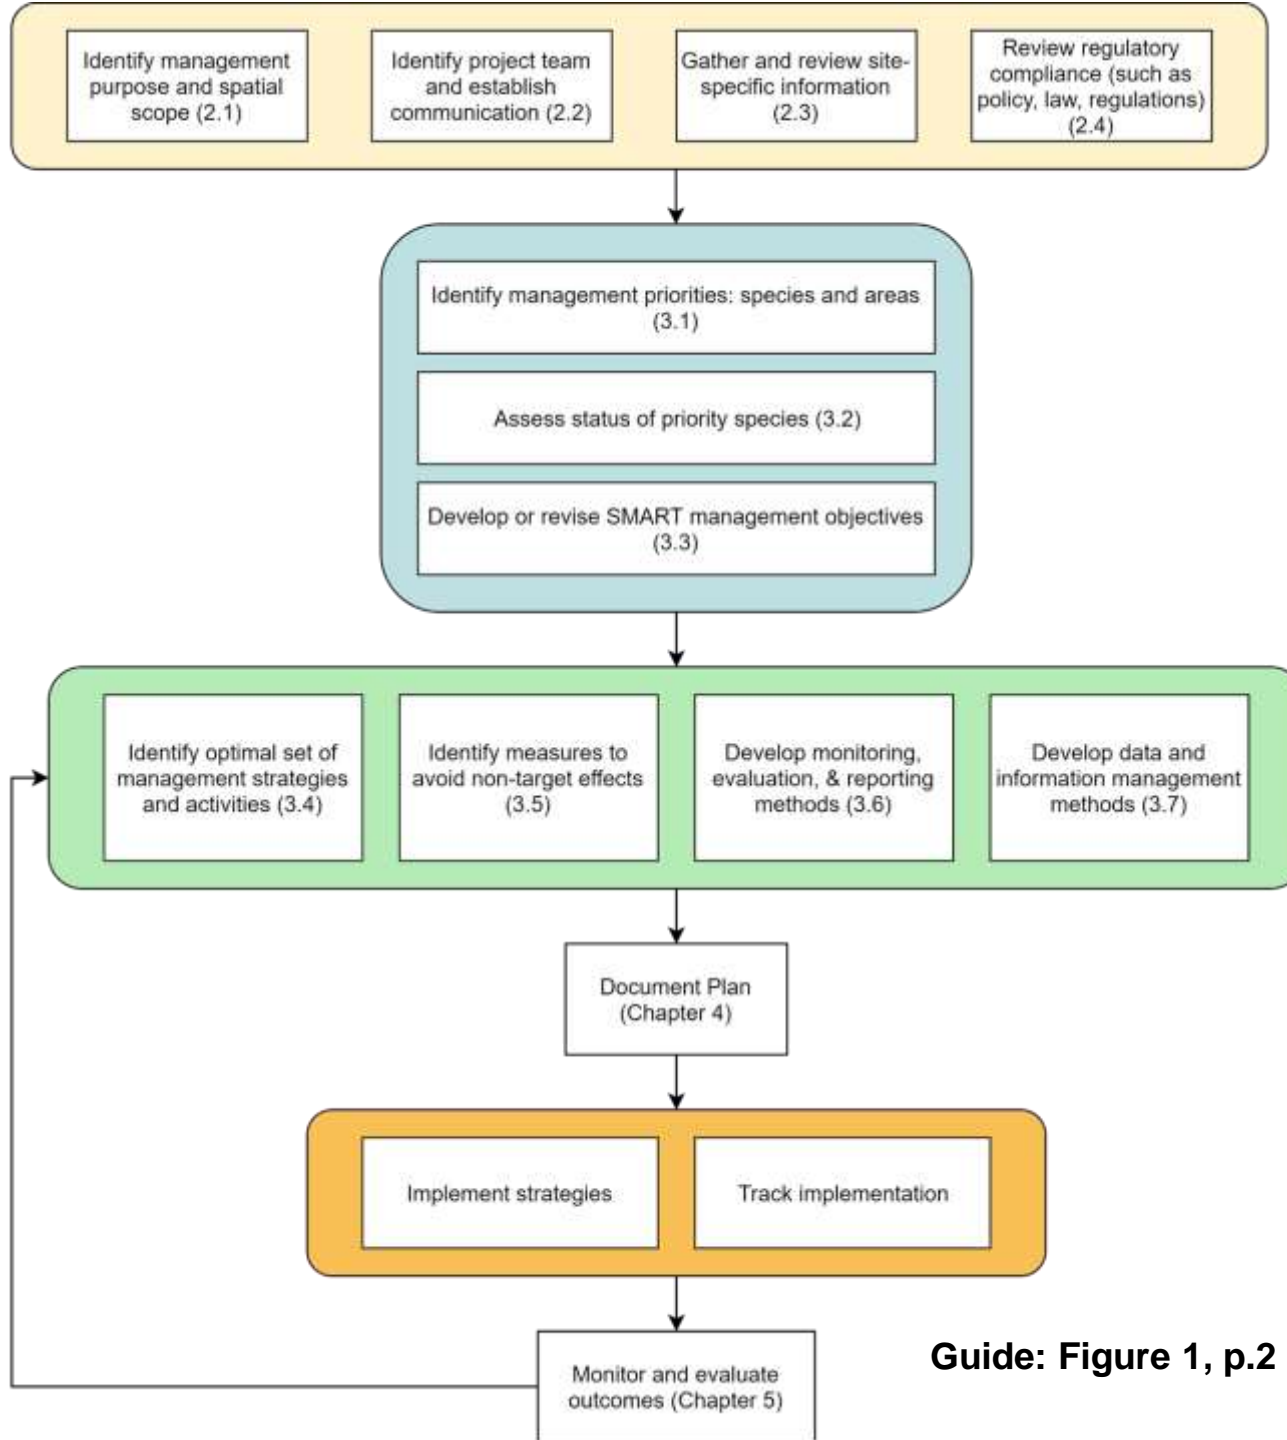 Identify management
purpose and spatial
scope (2.1)
Identify project team
and establish
communication (2.2)
Gather and review site-
specific information
(2.3)
Review regulatory
compliance (such as
policy, law, regulations)
(2.4)
Identify management priorities: species and areas
(3.1)
Assess status of priority species (3.2)
Develop or revise SMART management objectives
(3.3)
Identify optimal set of
management strategies
and activities (3.4)
Identify measures to
avoid non-target effects
(3.5)
Develop monitoring,
evaluation, & reporting
methods (3.6)
Develop data and
information management
methods (3.7)
Document Plan
(Chapter 4)
Implement strategies
Track implementation
Monitor and evaluate
outcomes (Chapter 5)
Guide: Figure 1, p.2